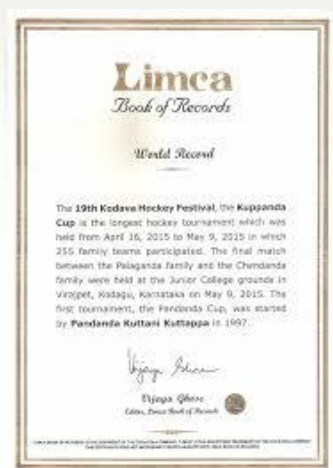 Limca
Book of Records
World Record
The 19th Kodava Hockey Festival, the Kuppanda
Cup is the longest hockey tournament which was
held from April 16, 2015 to May 9, 2015 in which
255 family teams participated. The final match
between the Palaganda family and the Chendanda
family were held at the Junior College grounds in
Virajpet, Kodagu, Karnataka on May 9, 2015. The
first tournament, the Pandanda Cup, was started
by Pandanda Kuttani Kuttappa in 1997.
Vijaya Ghose
Vijaya Ghose
Editor, Limca Book of Records